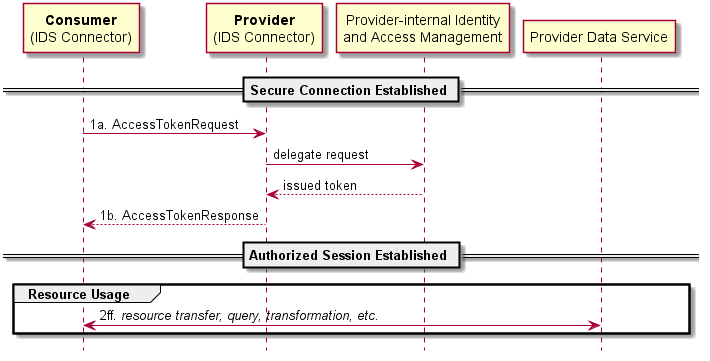 Consumer
(IDS Connector)
Provider
(IDS Connector)
Provider-internal Identity
and Access Management
Provider Data Service
Secure Connection Established
1a. AccessTokenRequest
delegate request
issued token
1b. AccessTokenResponse
Authorized Session Established
Resource Usage
2ff. resource transfer, query, transformation, etc.